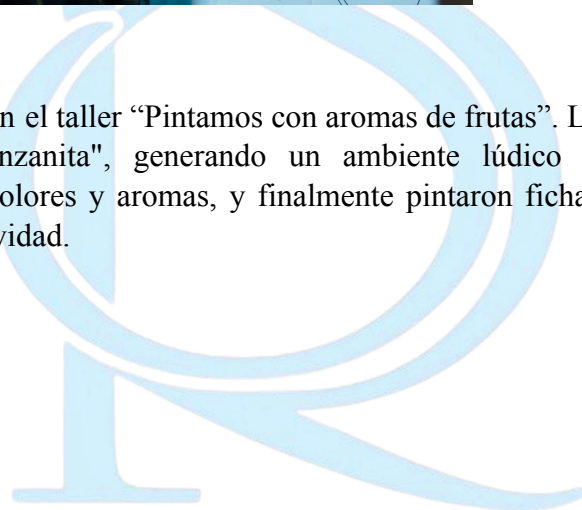 n el taller “Pintamos con aromas de frutas”. L
nzanita", generando un ambiente lúdico
olores y aromas, y finalmente pintaron ficha
vidad.